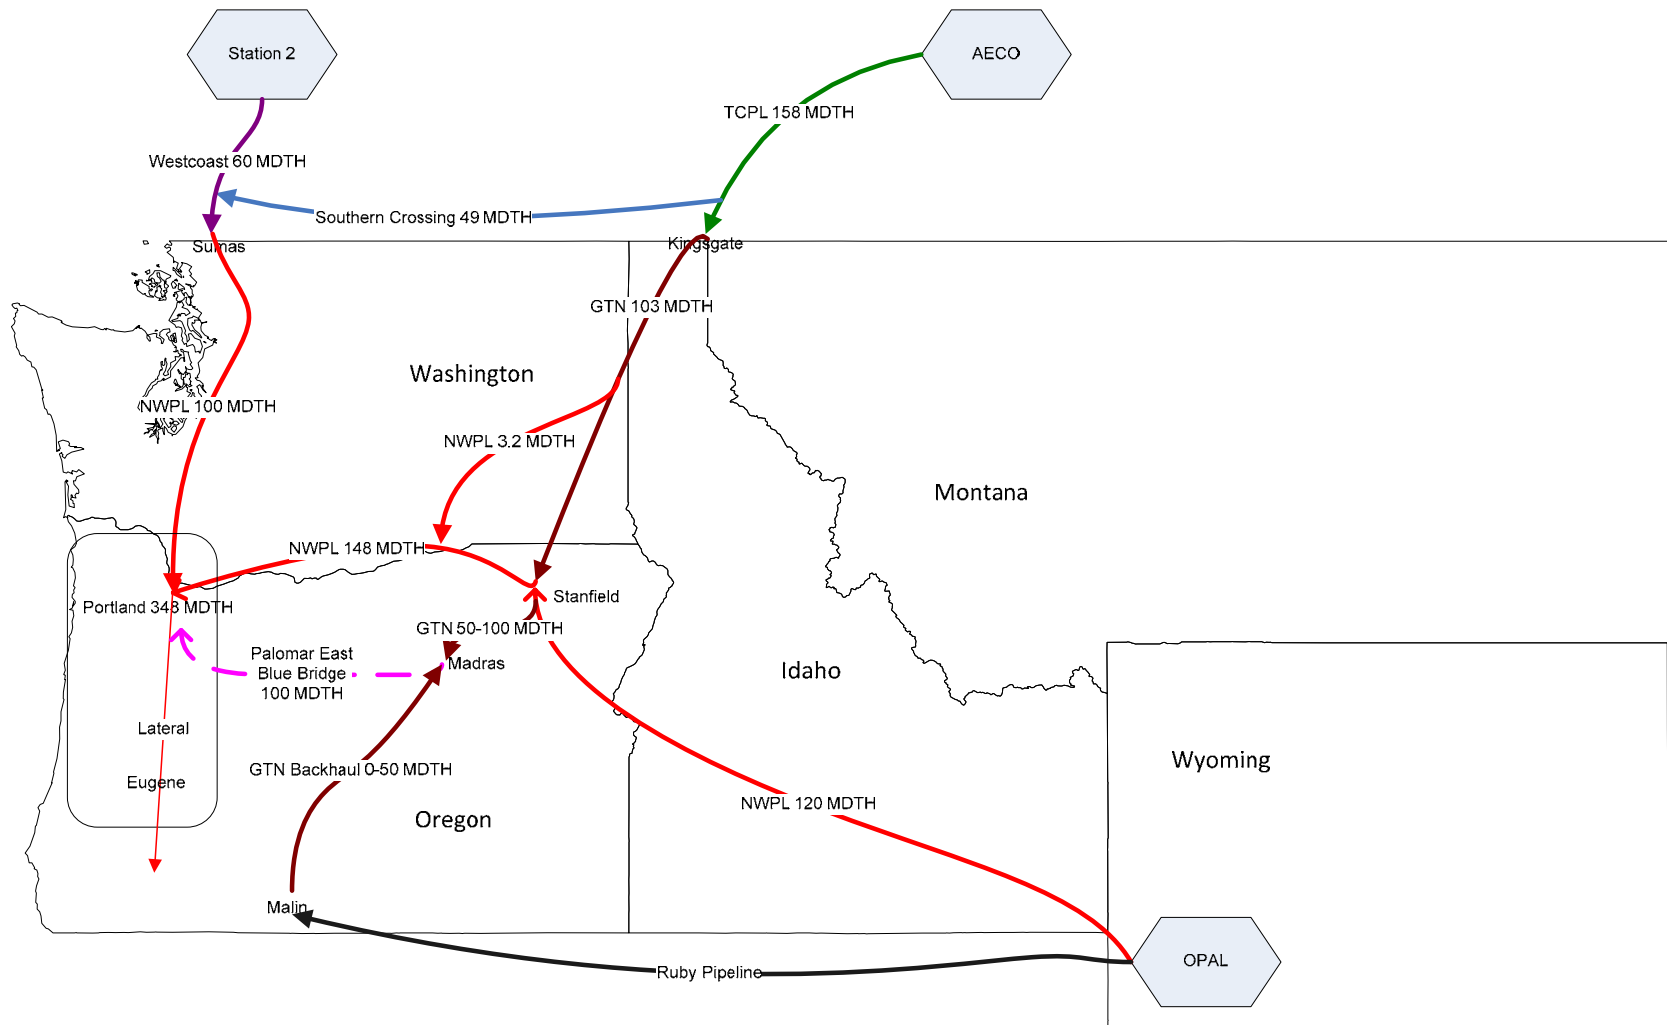 Station 2
AECO
TCPL 158 MDTH
Westcoast 60 MDTH
Southern Crossing 49 MDTH
Sumas
Kingsgate
GTN 103 MDTH
Washington
NWPL 100 MDTH
NWPL 3.2 MDTH
Montana
NWPL 148 MDTH
Stanfield
Portland 348 MDTH
GTN 50-100 MDTH
Palomar East
Blue Bridge
100 MDTH
Madras
Idaho
Lateral
Wyoming
GTN Backhaul 0-50 MDTH
Eugene
NWPL 120 MDTH
Oregon
Malin
OPAL
Ruby Pipeline